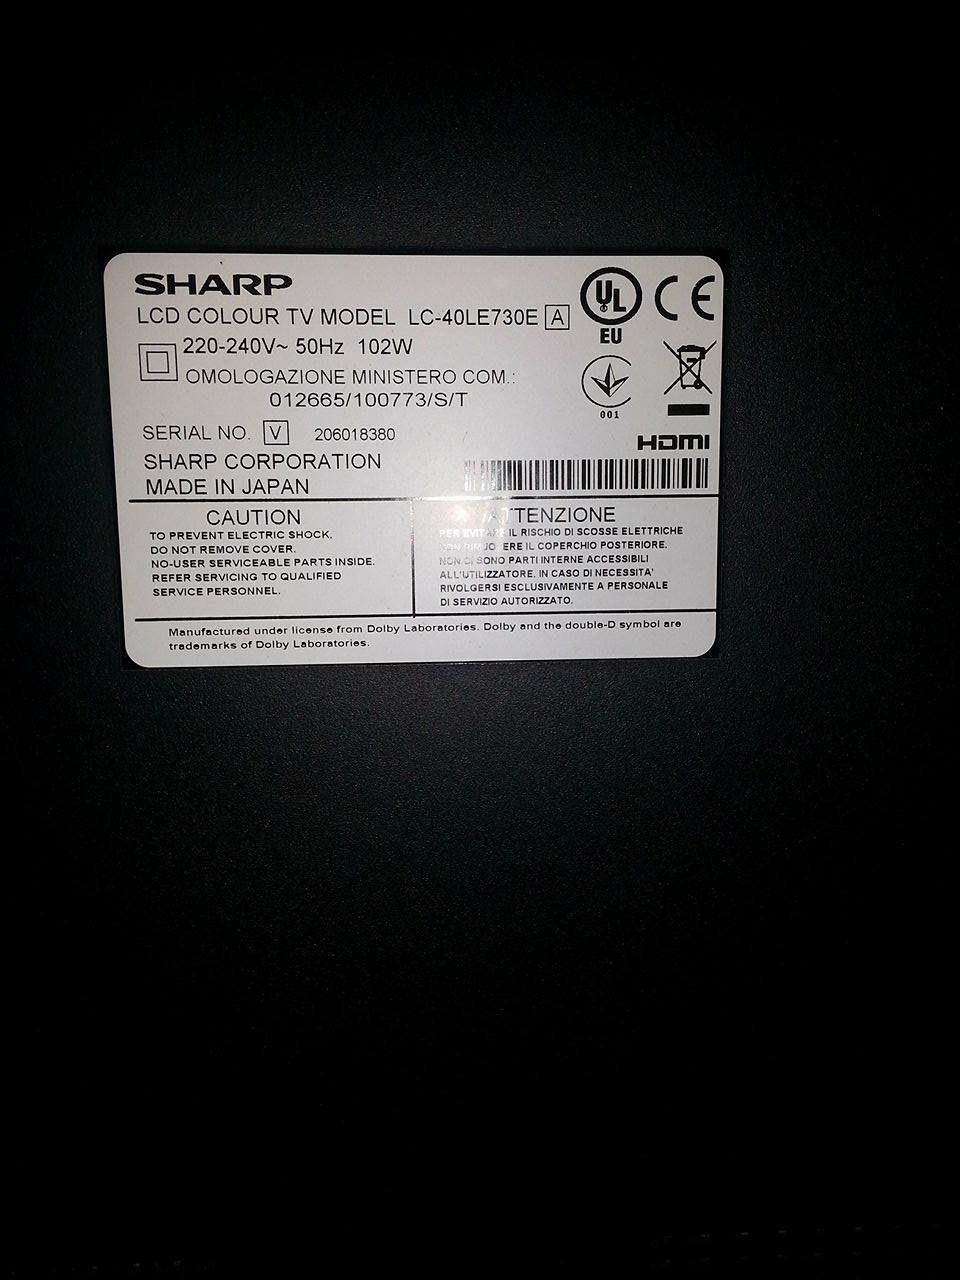 SHARP
LCD COLOUR TV MODEL LC-40LE730E A
220-240V~ 50Hz 102W
OMOLOGAZIONE MINISTERO COM.:
012665/100773/S/T
SERIAL NO. V 206018380
SHARP CORPORATION
MADE IN JAPAN
UL
EU
CE
001
HDMI
CAUTION
TO PREVENT ELECTRIC SHOCK,
DO NOT REMOVE COVER.
NO-USER SERVICEABLE PARTS INSIDE.
REFER SERVICING TO QUALIFIED
SERVICE PERSONNEL.
ATTENZIONE
PER EVITARE IL RISCHIO DI SCOSSE ELETTRICHE
NON RIMUOVERE IL COPERCHIO POSTERIORE.
NON CI SONO PARTI INTERNE ACCESSIBILI
ALL'UTILIZZATORE. IN CASO DI NECESSITA'
RIVOLGERSI ESCLUSIVAMENTE A PERSONALE
DI SERVIZIO AUTORIZZATO.
Manufactured under license from Dolby Laboratories. Dolby and the double-D symbol are
trademarks of Dolby Laboratories.